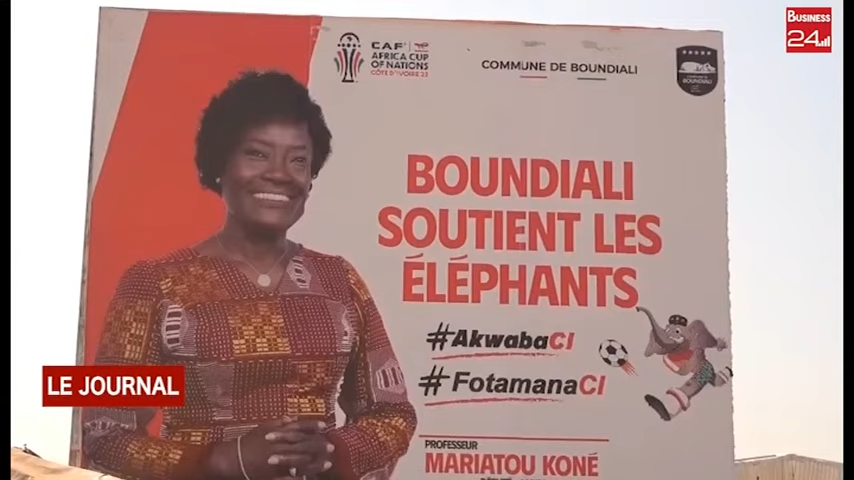 BUSINESS
24
CAF
AFRICA CUP
OF NATIONS
CÔTE D'IVOIRE 23
COMMUNE DE BOUNDIALI
BOUNDIALI
BOUNDIALI
SOUTIENT LES
ÉLÉPHANTS
#AkwabaCI
#FotamanaCI
LE JOURNAL
PROFESSEUR
MARIATOU KONÉ